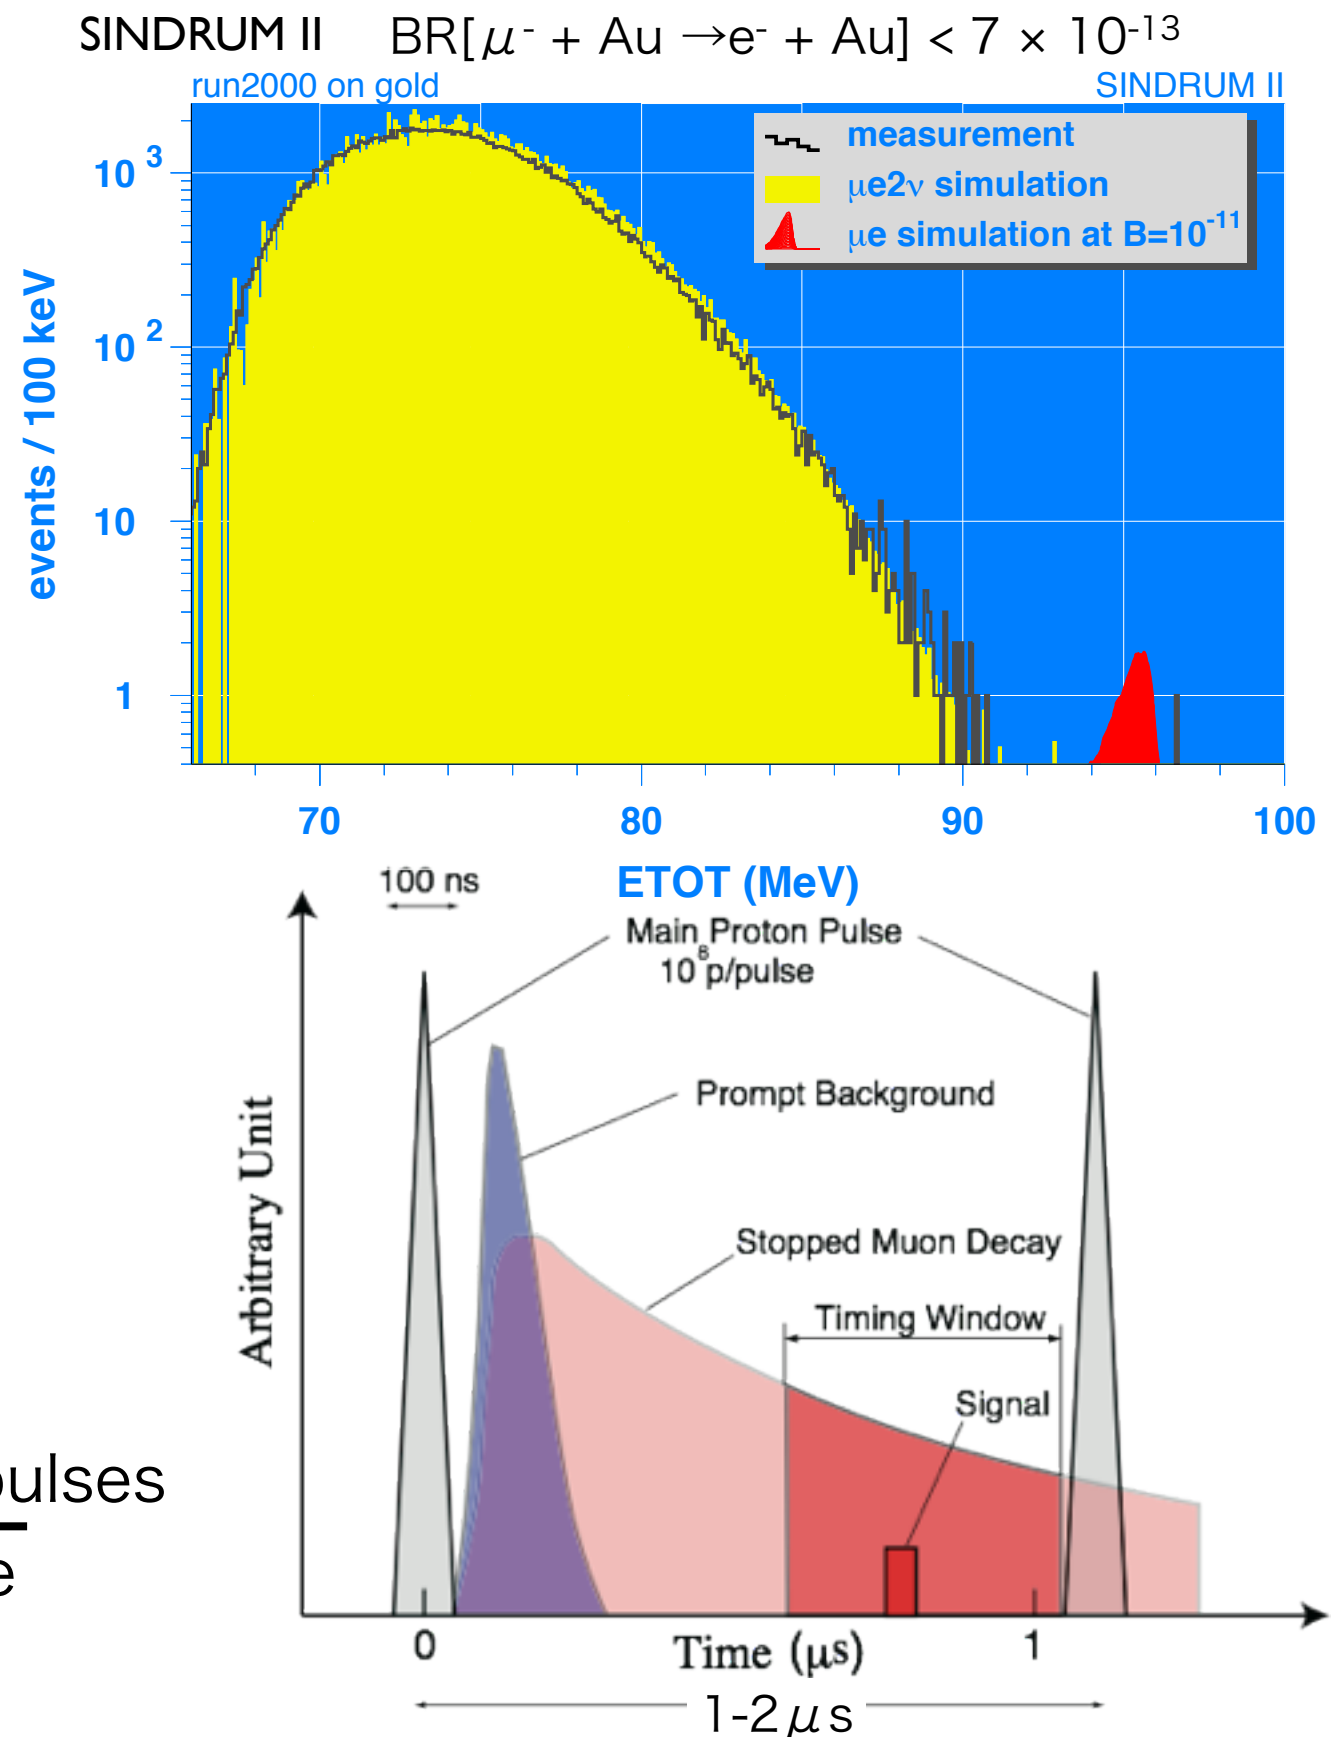 SINDRUM II BR[μ⁻ + Au →e⁻ + Au] < 7 × 10⁻¹³
run2000 on gold SINDRUM II
measurement
μe2ν simulation
μe simulation at B=10⁻¹¹
events / 100 keV
10³
10²
10
1
70 80 90 100
ETOT (MeV)
100 ns
Main Proton Pulse
10⁸p/pulse
Prompt Background
Stopped Muon Decay
Timing Window
Signal
Arbitrary Unit
pulses
e
0 Time (μs) 1
1-2μs